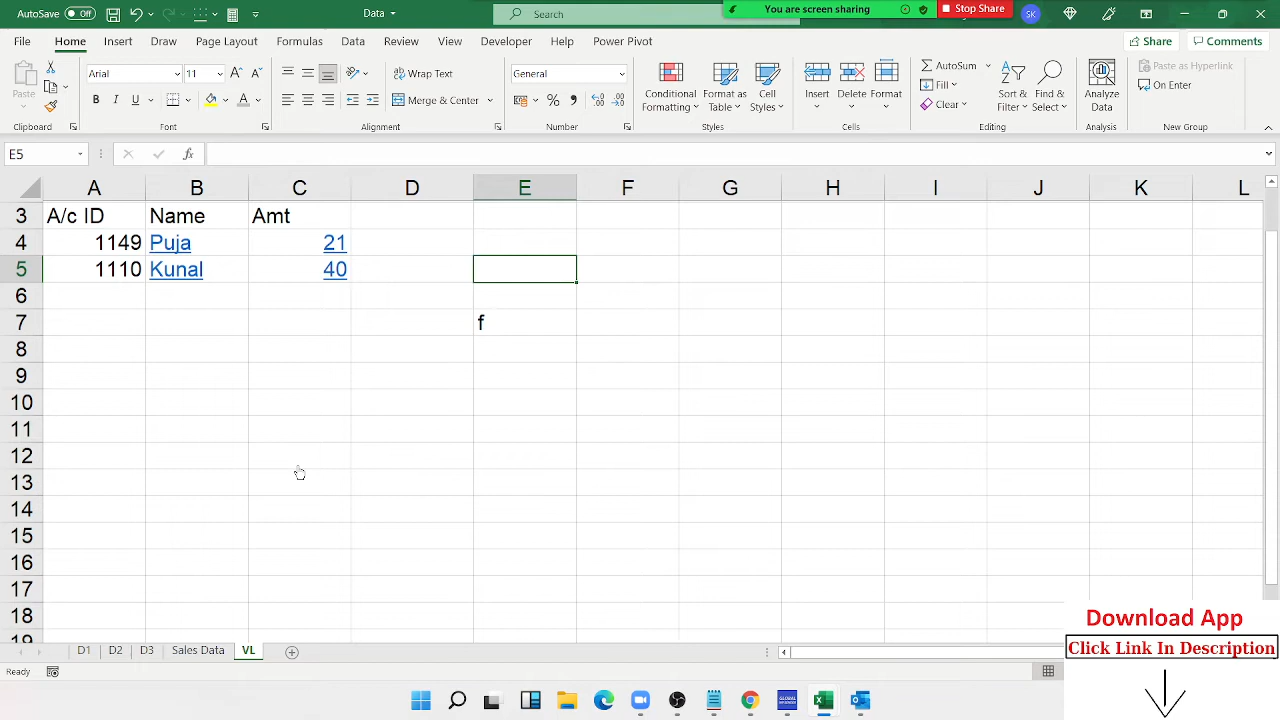 AutoSave Off
Data
Search
You are screen sharing
Stop Share
SK
File Home Insert Draw Page Layout Formulas Data Review View Developer Help Power Pivot
Share
Comments
Paste
Arial
11
B I U
Wrap Text
Merge & Center
General
Conditional Formatting
Format as Table
Cell Styles
Insert Delete Format
AutoSum
Fill
Clear
Sort & Filter
Find & Select
Analyze Data
Paste as Hyperlink
On Enter
Clipboard Font Alignment Number Styles Cells Editing Analysis New Group
E5
fx
A B C D E F G H I J K L
3 A/c ID Name Amt
4 1149 Puja 21
5 1110 Kunal 40
6
7 f
8
9
10
11
12
13
14
15
16
17
18
19
D1 D2 D3 Sales Data VL
Ready
Download App
Click Link In Description